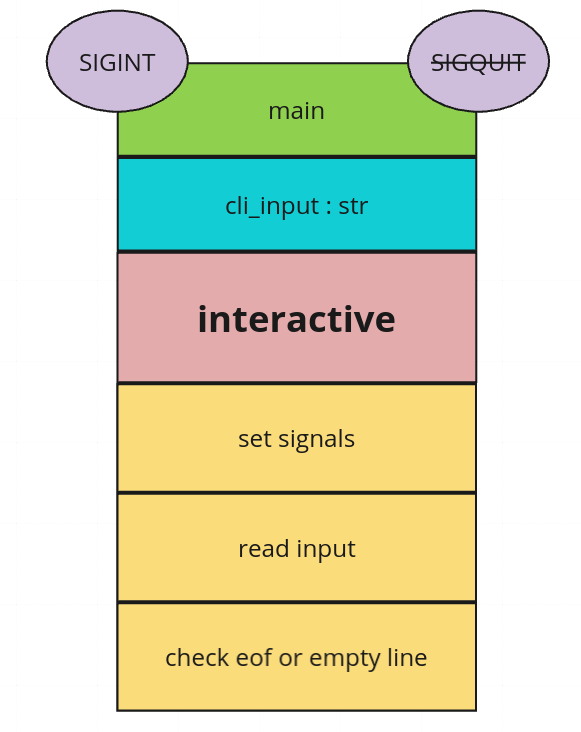 SIGINT
SIGQUIT
main
cli_input : str
interactive
set signals
read input
check eof or empty line